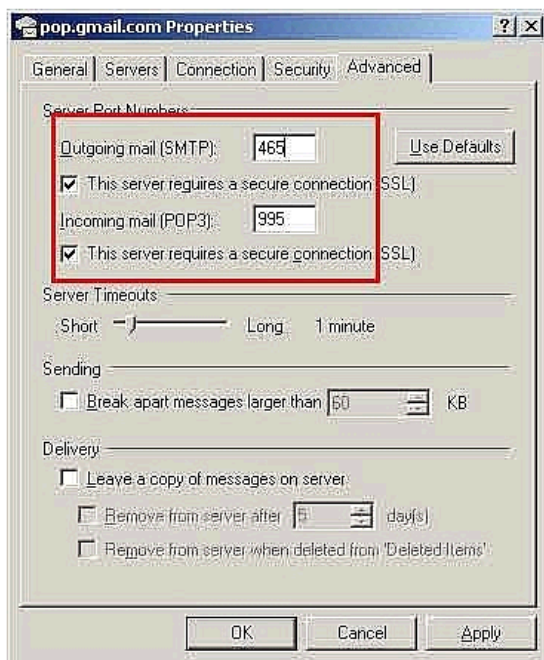 pop.gmail.com Properties
General Servers Connection Security Advanced
Server Port Numbers
Outgoing mail (SMTP): 465 Use Defaults
This server requires a secure connection (SSL)
Incoming mail (POP3): 995
This server requires a secure connection (SSL)
Server Timeouts
Short Long 1 minute
Sending
Break apart messages larger than 60 KB
Delivery
Leave a copy of messages on server
Remove from server after 5 day(s)
Remove from server when deleted from 'Deleted Items'
OK Cancel Apply